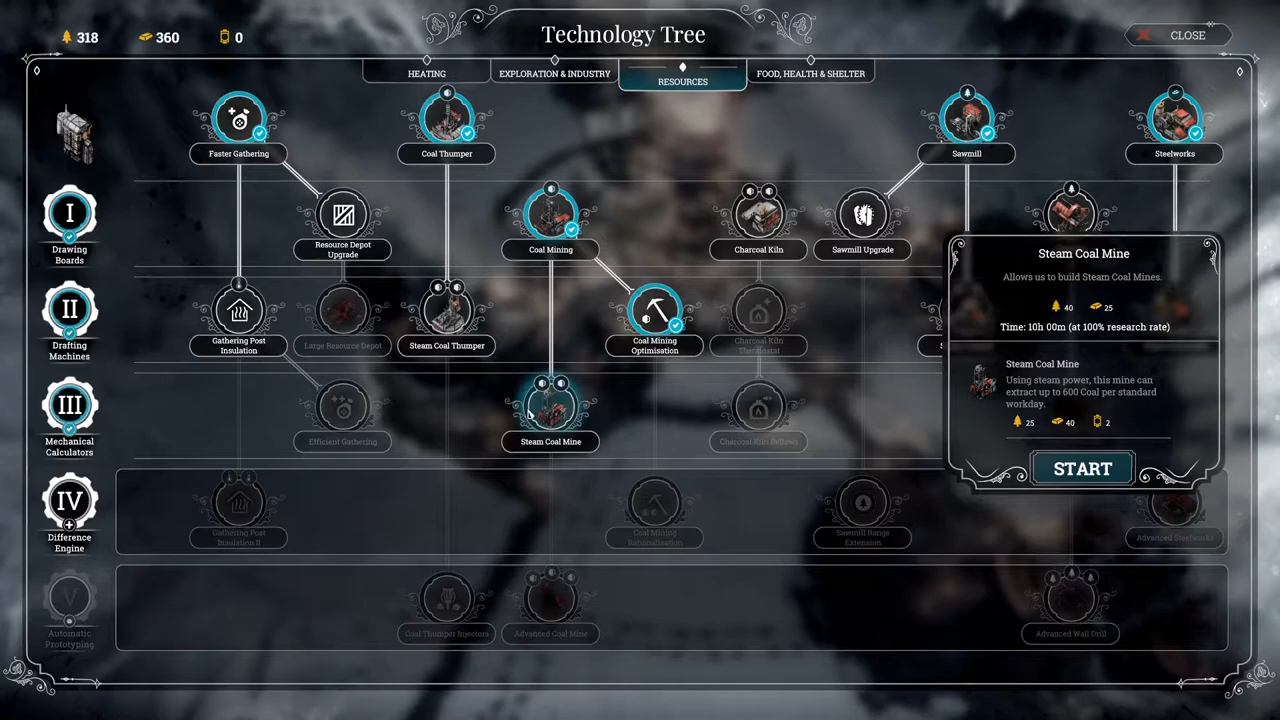 318
360
0
Technology Tree
CLOSE
HEATING
EXPLORATION & INDUSTRY
RESOURCES
FOOD, HEALTH & SHELTER
Faster Gathering
Coal Thumper
Sawmill
Steelworks
I
Drawing
Boards
Resource Depot
Upgrade
Coal Mining
Charcoal Kiln
Sawmill Upgrade
II
Drafting
Machines
Gathering Post
Insulation
Large Resource Depot
Steam Coal Thumper
Coal Mining
Optimisation
Charcoal Kiln
Thermostat
S
III
Mechanical
Calculators
Efficient Gathering
Steam Coal Mine
Charcoal Kiln Bellows
IV
Difference
Engine
Gathering Post
Insulation II
Coal Mining
Rationalisation
Sawmill Range
Extension
Advanced Steelworks
V
Automatic
Prototyping
Coal Thumper Injectors
Advanced Coal Mine
Advanced Wall Drill
Steam Coal Mine
Allows us to build Steam Coal Mines.
40 25
Time: 10h 00m (at 100% research rate)
Steam Coal Mine
Using steam power, this mine can
extract up to 600 Coal per standard
workday.
25 40 2
START